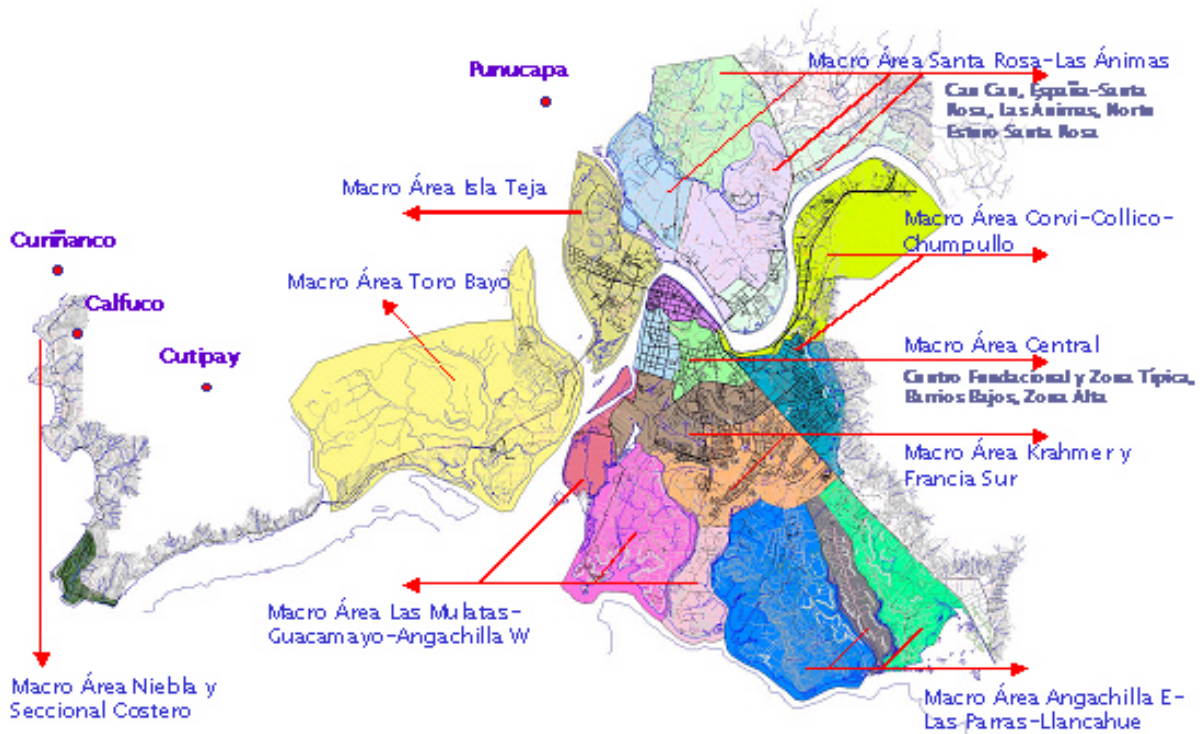 Punucapa
Macro Área Santa Rosa-Las Ánimas
Cau Cau, España-Santa
Rosa, Las Ánimas, Norte
Estero Santa Rosa
Macro Área Isla Teja
Macro Área Corvi-Collico-
Chumpullo
Curiñanco
Macro Área Toro Bayo
Calfuco
Cutipay
Macro Área Central
Centro Fundacional y Zona Típica,
Barrios Bajos, Zona Alta
Macro Área Krahmer y
Francia Sur
Macro Área Las Mulatas-
Guacamayo-Angachilla W
Macro Área Niebla y
Seccional Costero
Macro Área Angachilla E-
Las Parras-Llancahue